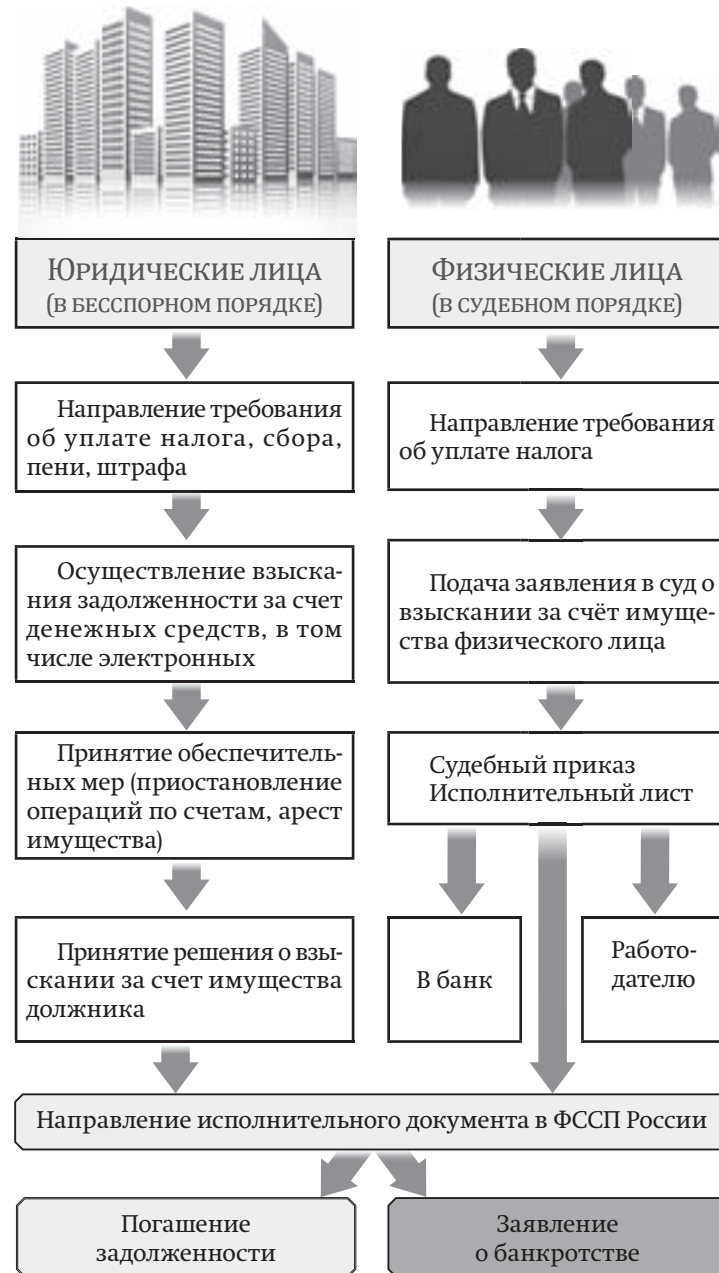 ЮРИДИЧЕСКИЕ ЛИЦА
(В БЕССПОРНОМ ПОРЯДКЕ)
Направление требования
об уплате налога, сбора,
пени, штрафа
Осуществление взыска-
ния задолженности за счет
денежных средств, в том
числе электронных
Принятие обеспечитель-
ных мер (приостановление
операций по счетам, арест
имущества)
Принятие решения о взы-
скании за счет имущества
должника
ФИЗИЧЕСКИЕ ЛИЦА
(В СУДЕБНОМ ПОРЯДКЕ)
Направление требования
об уплате налога
Подача заявления в суд о
взыскании за счёт имуще-
ства физического лица
Судебный приказ
Исполнительный лист
В банк
Работо-
дателю
Направление исполнительного документа в ФССП России
Погашение
задолженности
Заявление
о банкротстве